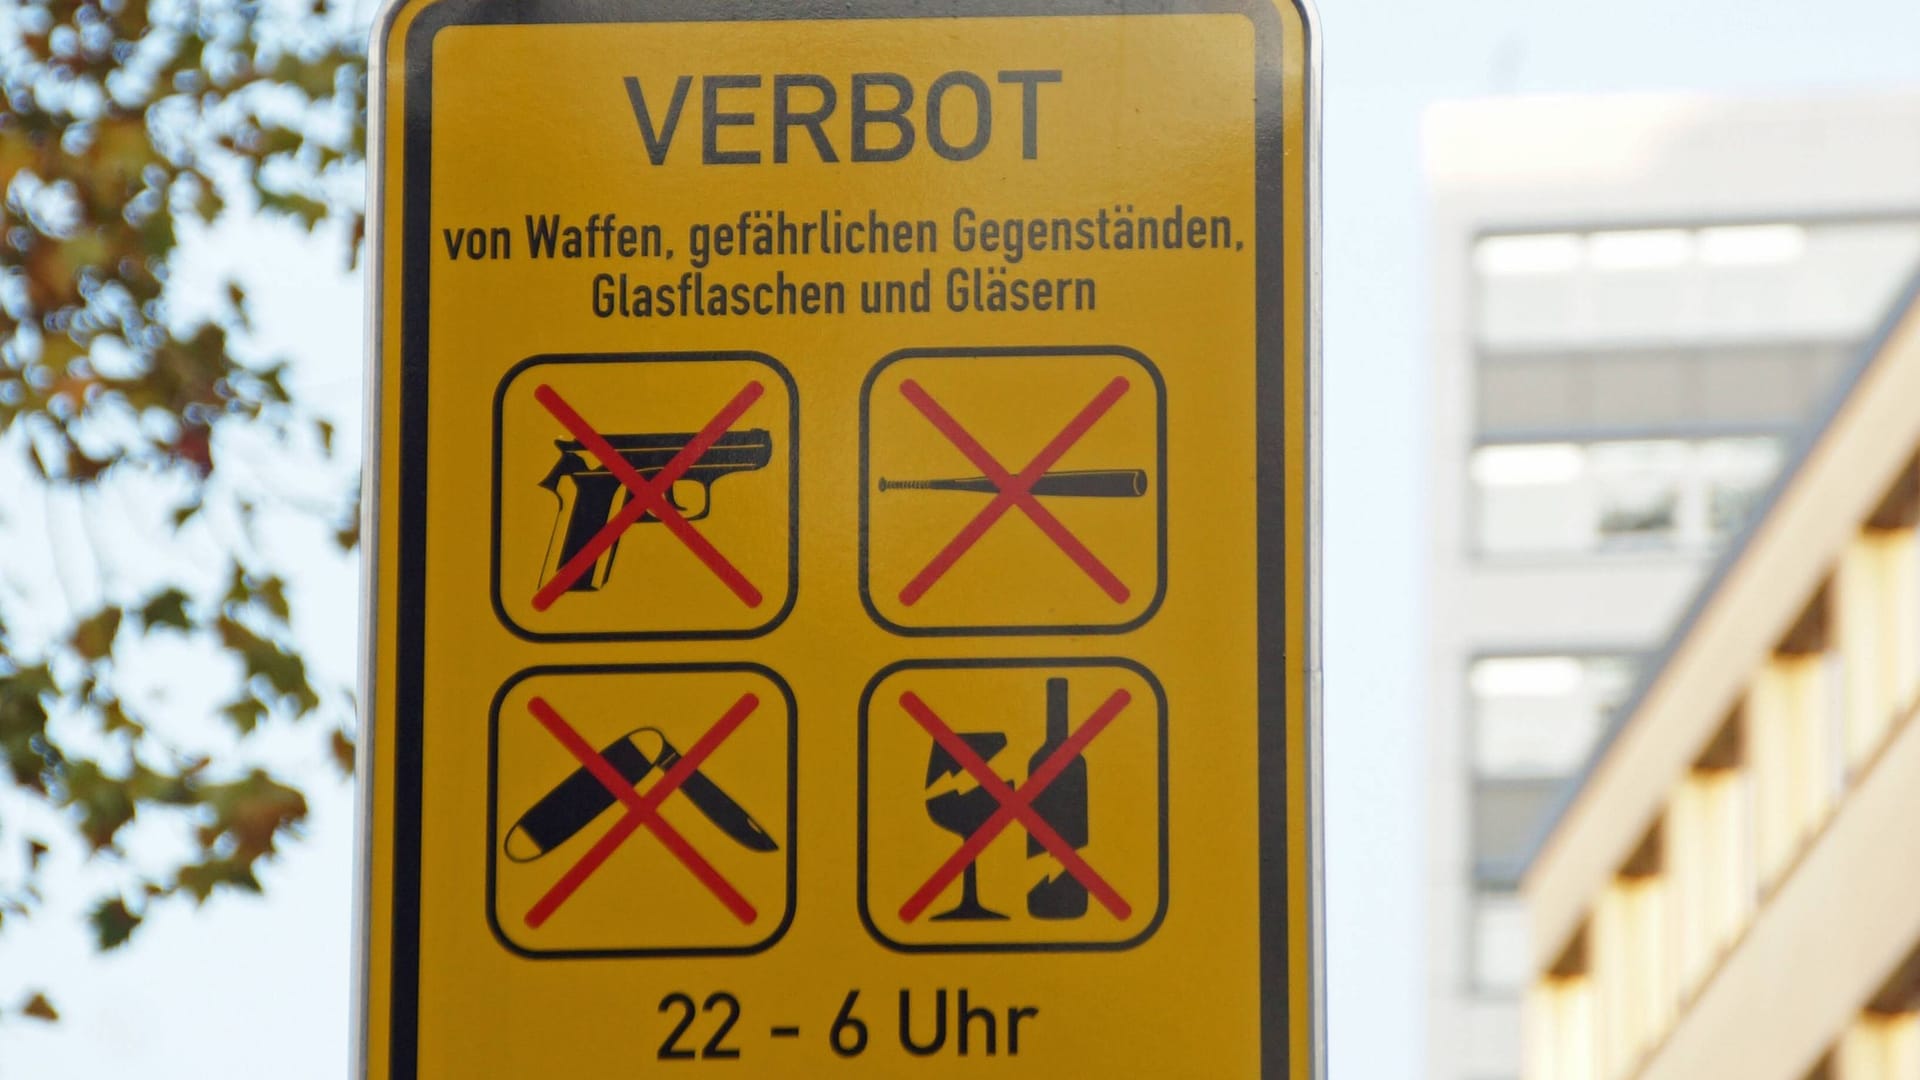 VERBOT
von Waffen, gefährlichen Gegenständen,
Glasflaschen und Gläsern
22 - 6 Uhr